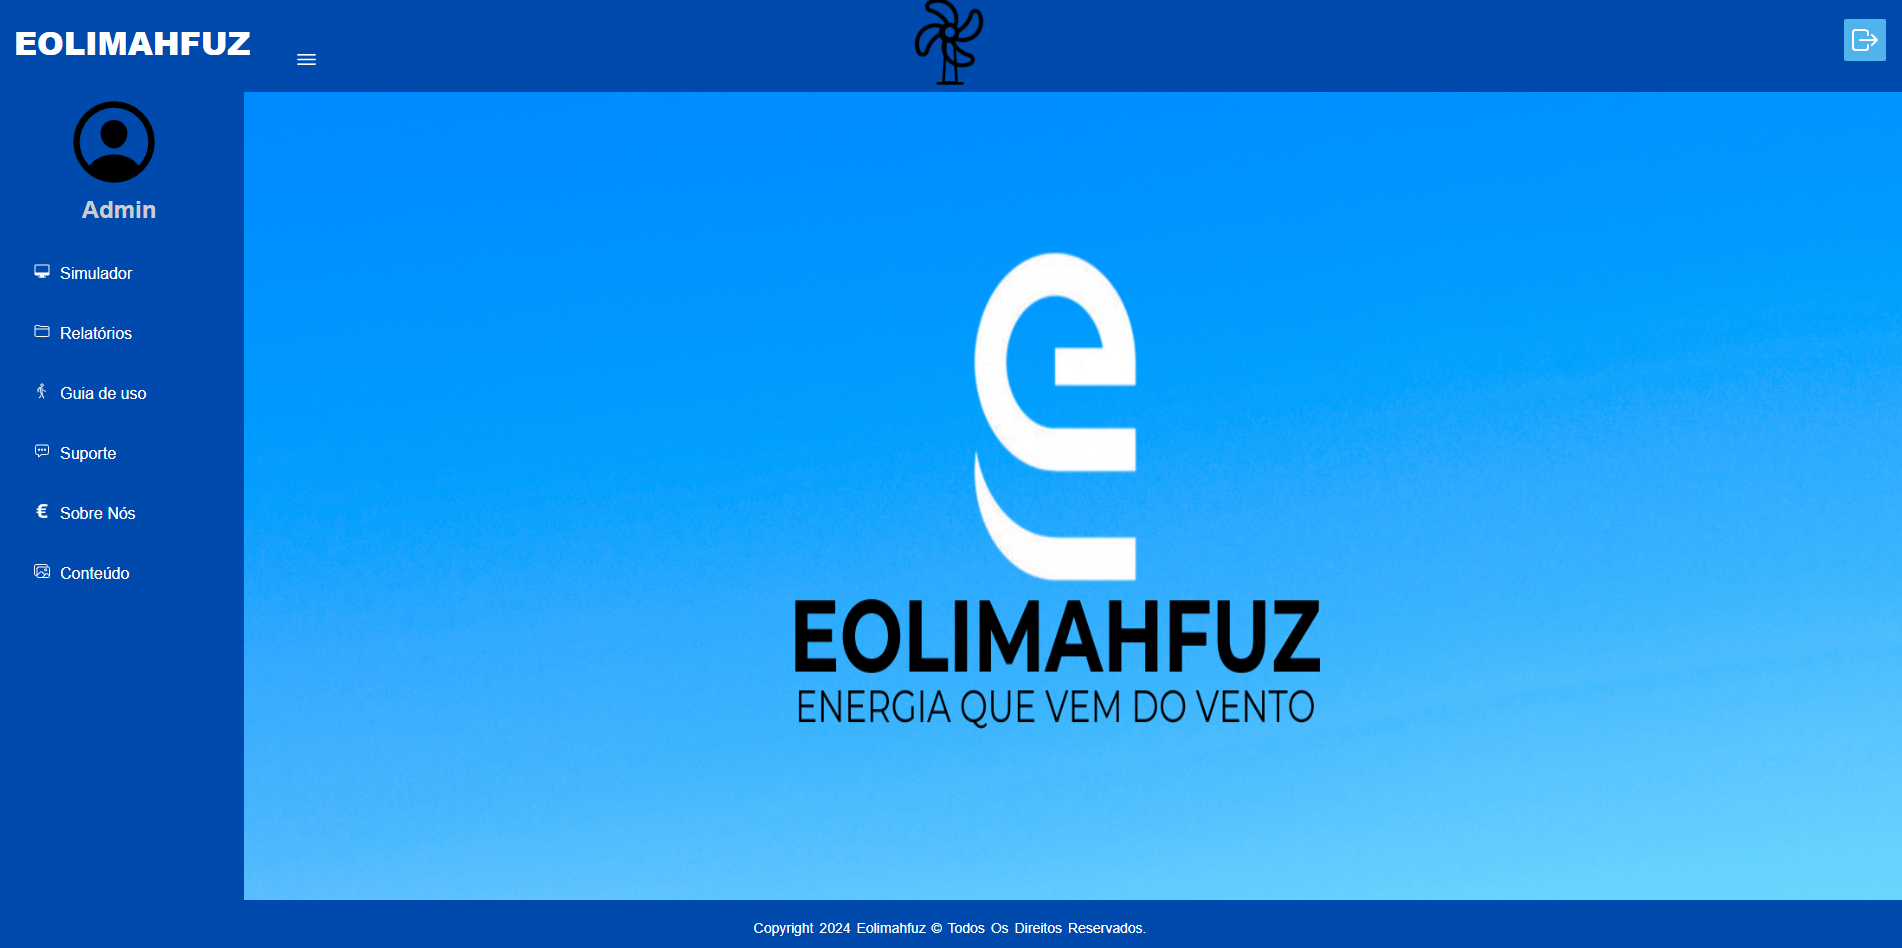 EOLIMAHFUZ
Admin
Simulador
Relatórios
Guia de uso
Suporte
€ Sobre Nós
Conteúdo
e
EOLIMAHFUZ
ENERGIA QUE VEM DO VENTO
Copyright 2024 Eolimahfuz © Todos Os Direitos Reservados.